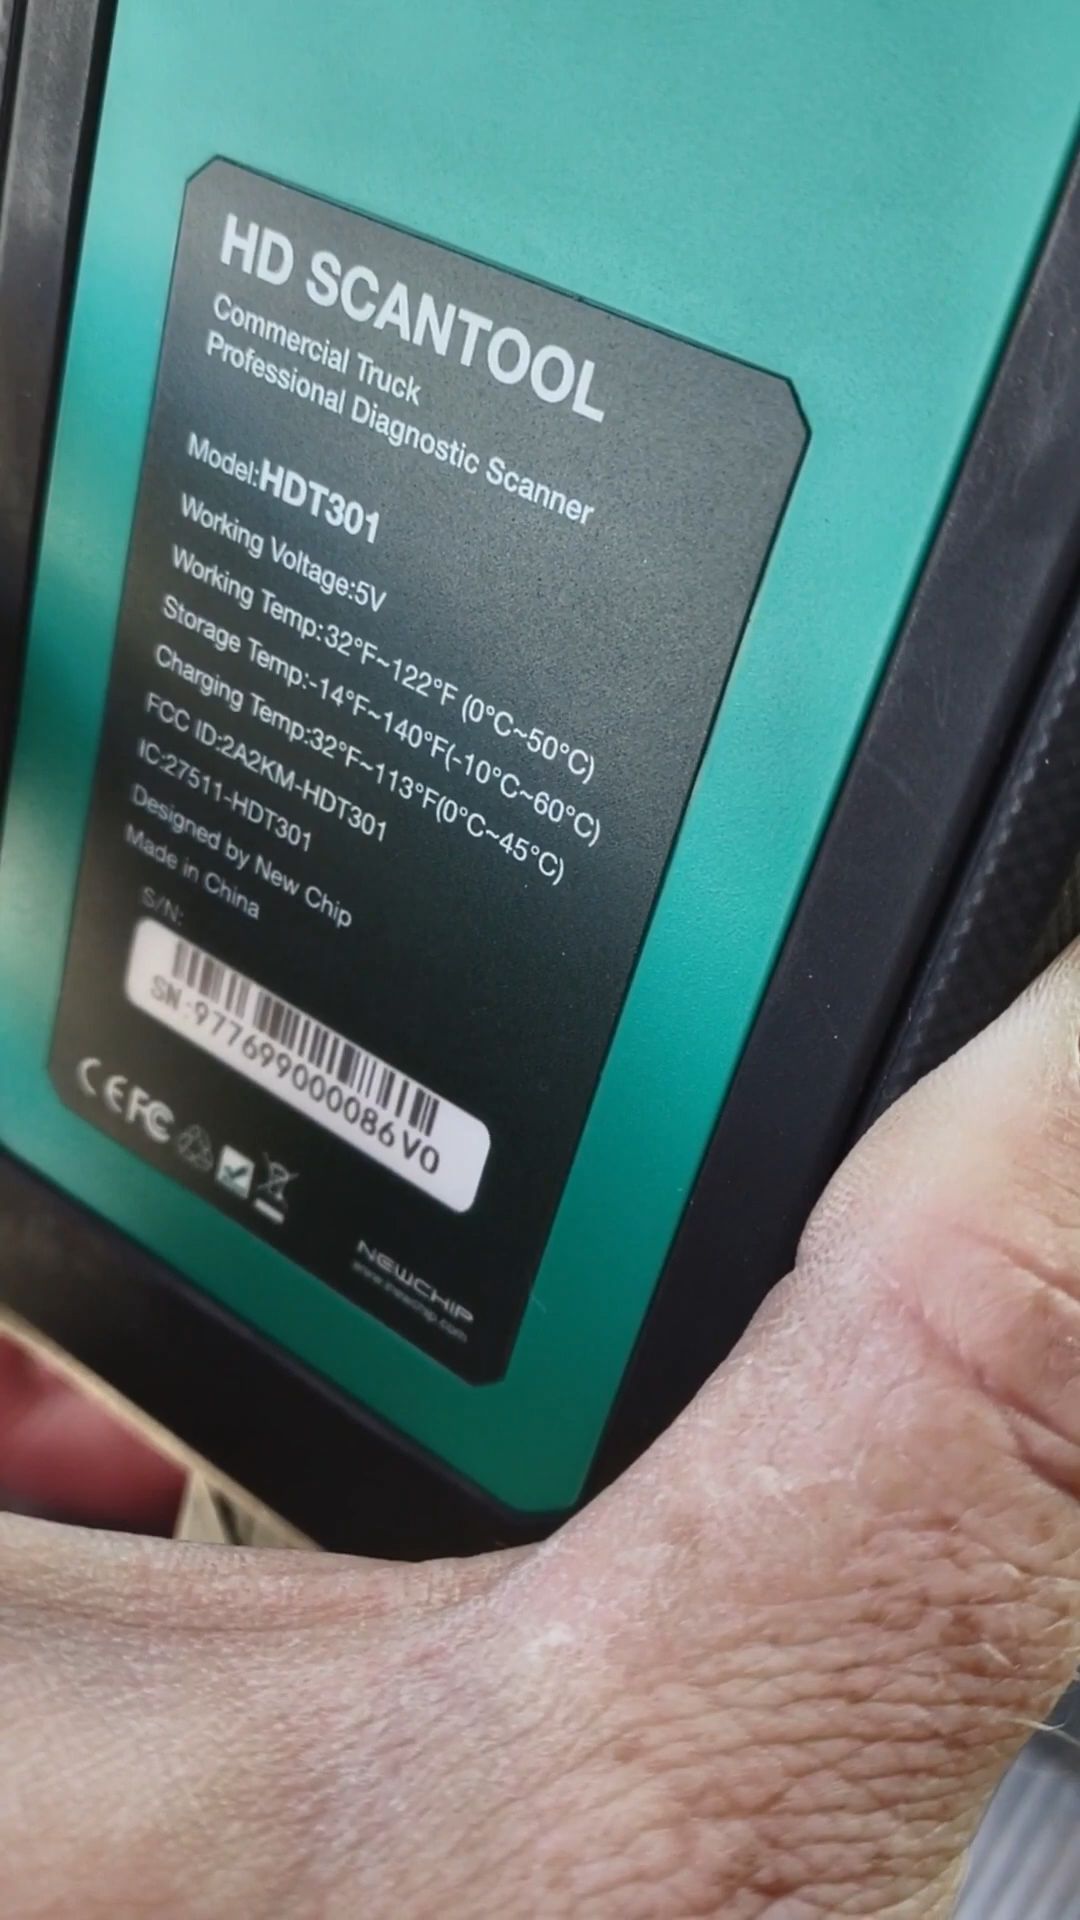 HD SCANTOOL
Commercial Truck
Professional Diagnostic Scanner
Model:HDT301
Working Voltage:5V
Working Temp:32°F~122°F (0°C~50°C)
Storage Temp:-14°F~140°F(-10°C~60°C)
Charging Temp:32°F~113°F(0°C~45°C)
FCC ID:2A2KM-HDT301
IC:27511-HDT301
Designed by New Chip
Made in China
S/N:
SN:977699000086V0
CE FC
NEWCHIP
www.newchip.com